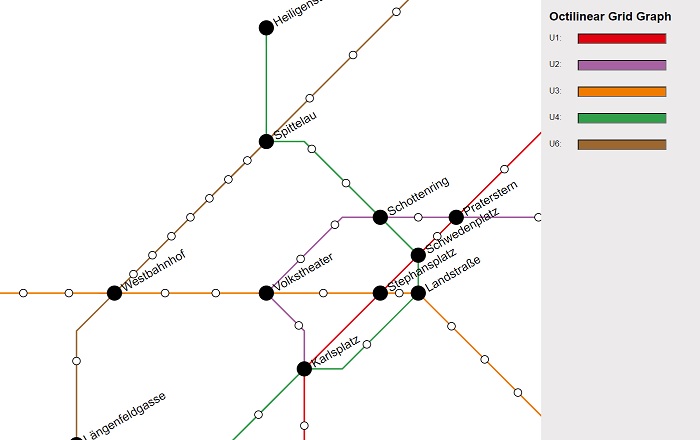 Heiligens
Octilinear Grid Graph
U1:
U2:
U3:
U4:
U6:
Spittelau
Schottenring
Praterstern
Schwedenplatz
Stephansplatz
Westbahnhof
Volkstheater
Landstraße
Karlsplatz
Längenfeldgasse